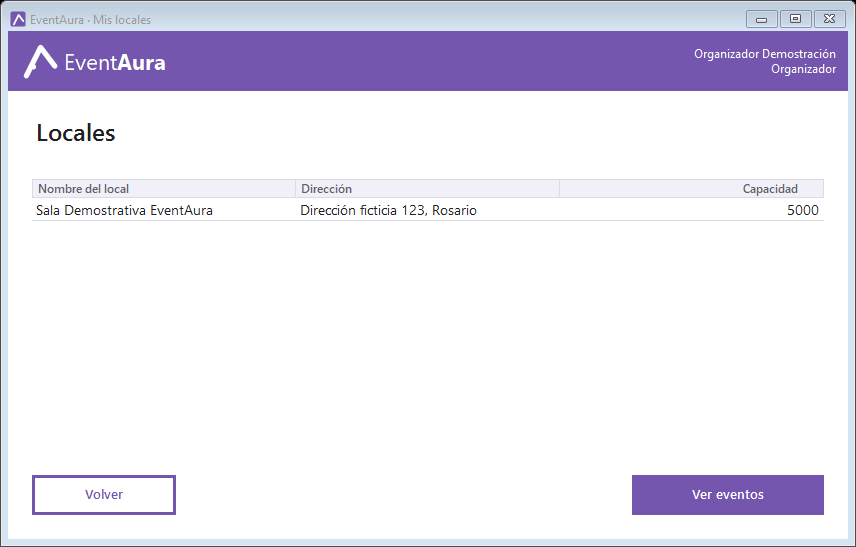 EventAura · Mis locales
EventAura
Organizador Demostración
Organizador
Locales
Nombre del local Dirección Capacidad
Sala Demostrativa EventAura Dirección ficticia 123, Rosario 5000
Volver Ver eventos